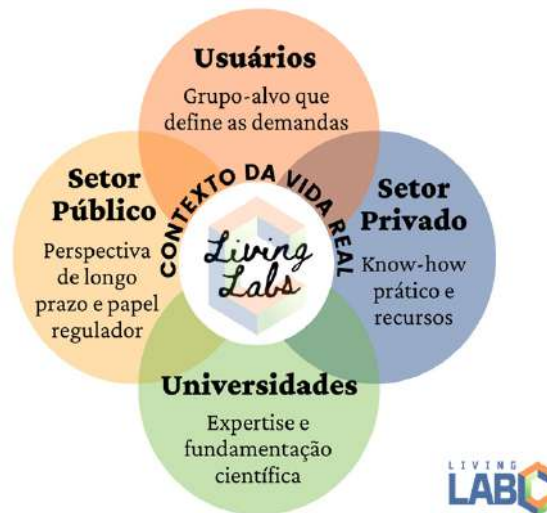 Usuários
Grupo-alvo que
define as demandas
Setor
Público
Perspectiva
de longo
prazo e papel
regulador
CONTEXTO DA VIDA REAL
Living
Labs
Setor
Privado
Know-how
prático e
recursos
Universidades
Expertise e
fundamentação
científica
LIVING
LAB